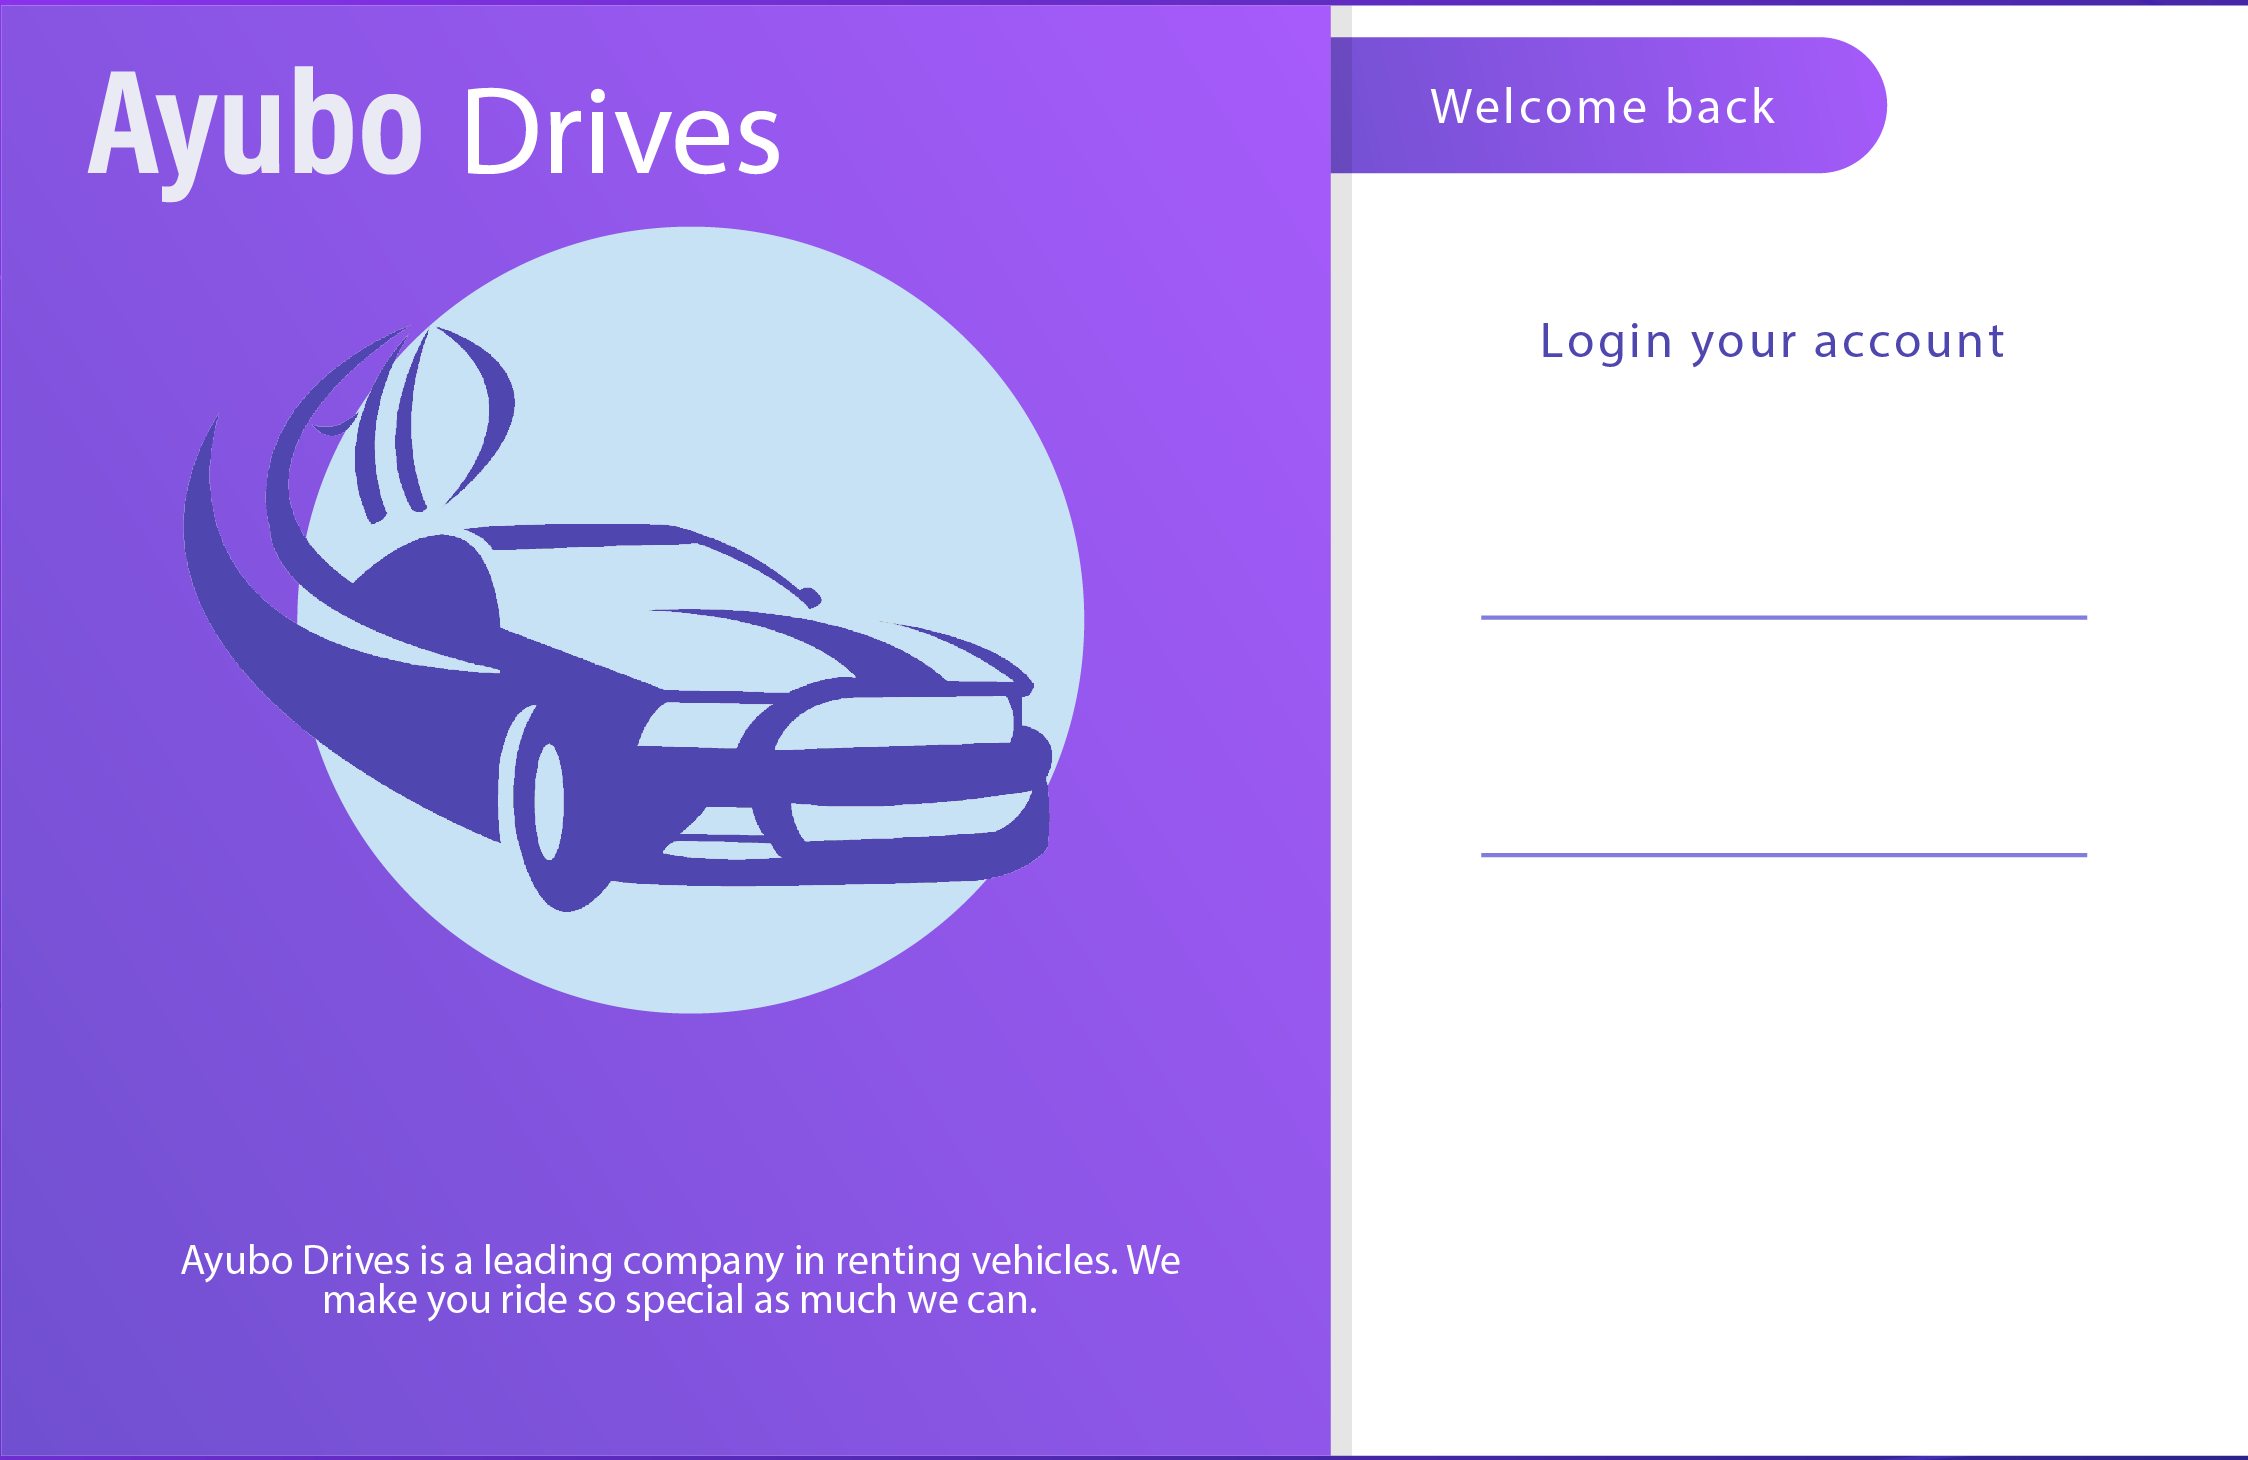 Ayubo Drives
Welcome back
Login your account
Ayubo Drives is a leading company in renting vehicles. We
make you ride so special as much we can.